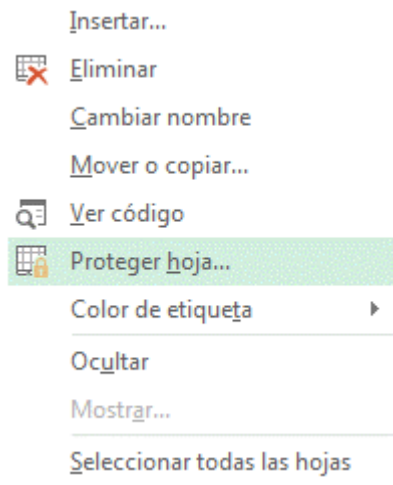 Insertar...
Eliminar
Cambiar nombre
Mover o copiar...
Ver código
Proteger hoja...
Color de etiqueta
Ocultar
Mostrar...
Seleccionar todas las hojas